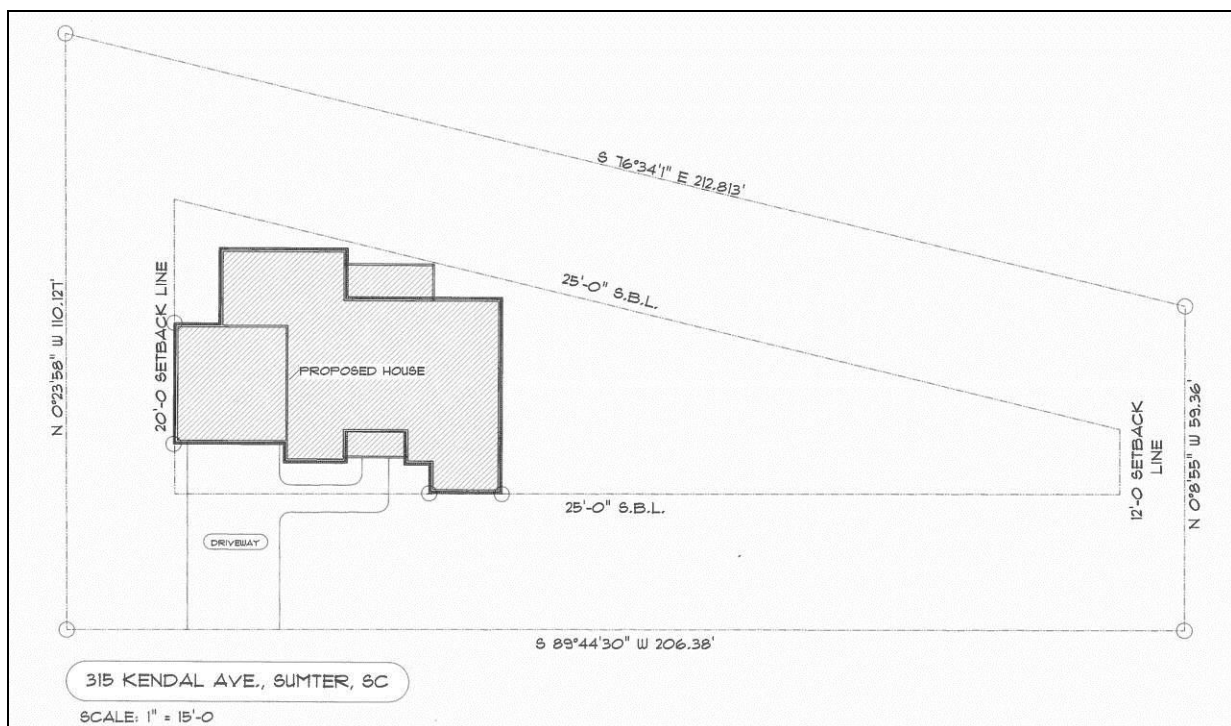 S 76°34'1" E 212.813'
N 0°23'58" W 110.127'
20'-0 SETBACK LINE
25'-0" S.B.L.
PROPOSED HOUSE
12'-0 SETBACK
LINE
N 0°8'55" W 59.36'
25'-0" S.B.L.
DRIVEWAY
S 89°44'30" W 206.38'
315 KENDAL AVE., SUMTER, SC
SCALE: 1" = 15'-0